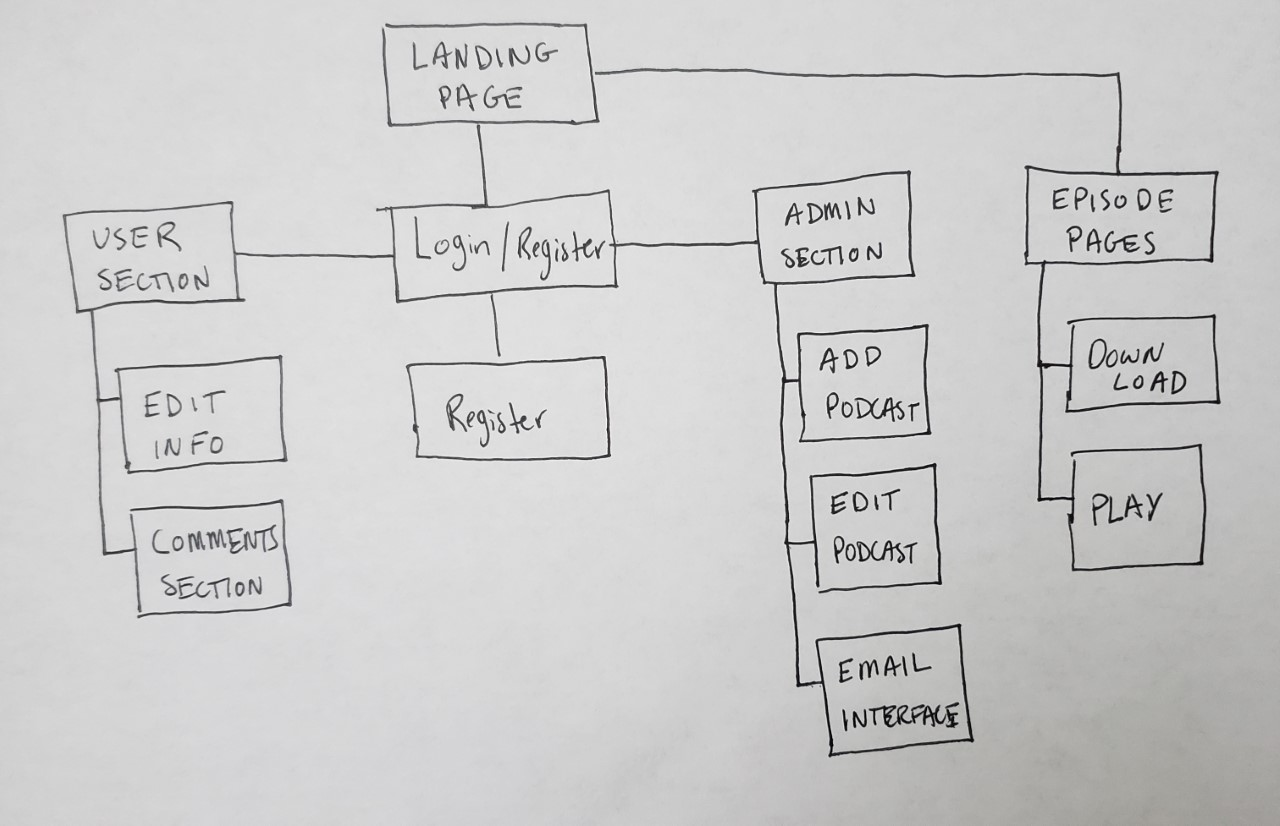 LANDING
PAGE
USER
SECTION
Login/Register
ADMIN
SECTION
EPISODE
PAGES
EDIT
INFO
COMMENTS
SECTION
Register
ADD
PODCAST
EDIT
PODCAST
EMAIL
INTERFACE
DOWN
LOAD
PLAY